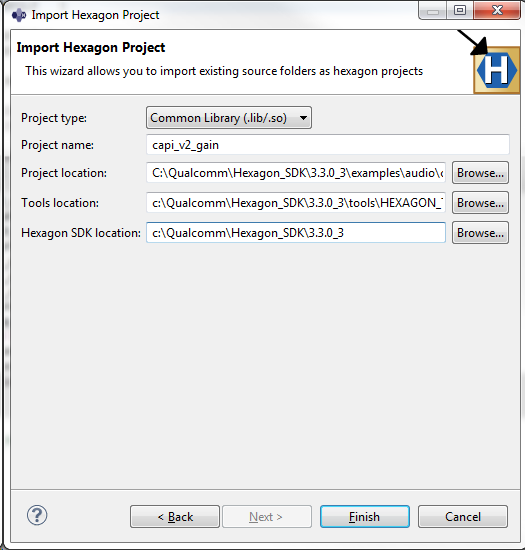 Import Hexagon Project
Import Hexagon Project
This wizard allows you to import existing source folders as hexagon projects
H
Project type: Common Library (.lib/.so)
Project name: capi_v2_gain
Project location: C:\Qualcomm\Hexagon_SDK\3.3.0_3\examples\audio\c Browse...
Tools location: c:\Qualcomm\Hexagon_SDK\3.3.0_3\tools\HEXAGON_ Browse...
Hexagon SDK location: c:\Qualcomm\Hexagon_SDK\3.3.0_3 Browse...
? < Back Next > Finish Cancel